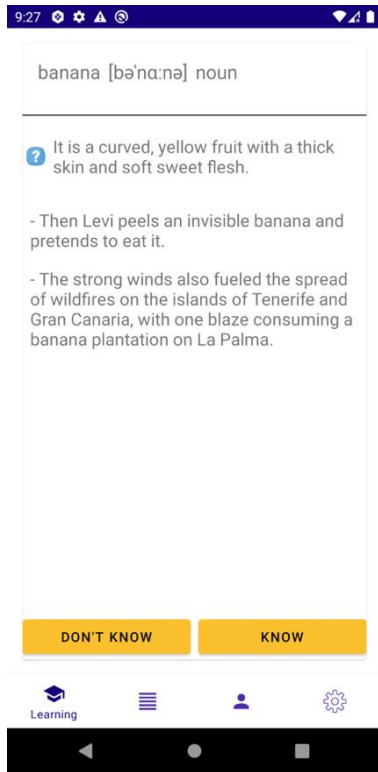 9:27
banana [bə'nɑ:nə] noun
It is a curved, yellow fruit with a thick
skin and soft sweet flesh.
- Then Levi peels an invisible banana and
pretends to eat it.
- The strong winds also fueled the spread
of wildfires on the islands of Tenerife and
Gran Canaria, with one blaze consuming a
banana plantation on La Palma.
DON'T KNOW
KNOW
Learning